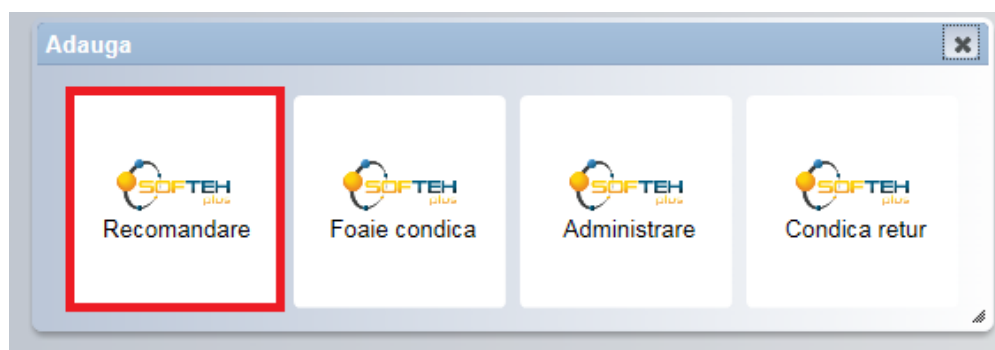 Adauga
SOFTEH
plus
Recomandare
SOFTEH
plus
Foaie condica
SOFTEH
plus
Administrare
SOFTEH
plus
Condica retur